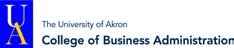 UA
The University of Akron
College of Business Administration